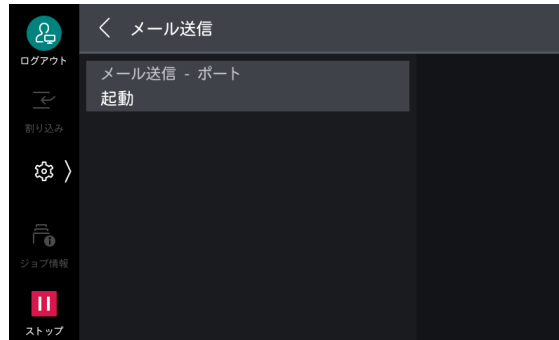 メール送信
ログアウト
メール送信 - ポート
起動
割り込み
ジョブ情報
ストップ